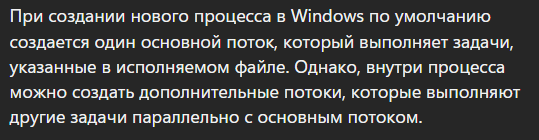 При создании нового процесса в Windows по умолчанию
создается один основной поток, который выполняет задачи,
указанные в исполняемом файле. Однако, внутри процесса
можно создать дополнительные потоки, которые выполняют
другие задачи параллельно с основным потоком.